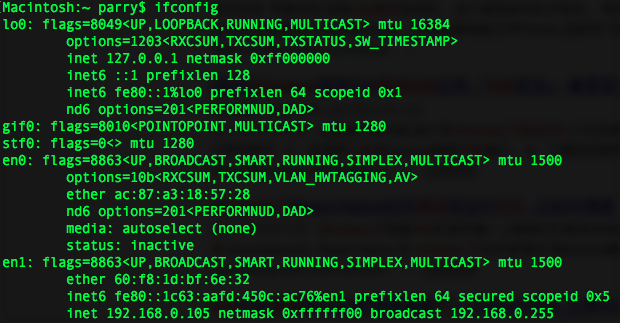 Macintosh:~ parry$ ifconfig
lo0: flags=8049<UP,LOOPBACK,RUNNING,MULTICAST> mtu 16384
options=1203<RXCSUM,TXCSUM,TXSTATUS,SW_TIMESTAMP>
inet 127.0.0.1 netmask 0xff000000
inet6 ::1 prefixlen 128
inet6 fe80::1%lo0 prefixlen 64 scopeid 0x1
nd6 options=201<PERFORMNUD,DAD>
gif0: flags=8010<POINTOPOINT,MULTICAST> mtu 1280
stf0: flags=0<> mtu 1280
en0: flags=8863<UP,BROADCAST,SMART,RUNNING,SIMPLEX,MULTICAST> mtu 1500
options=10b<RXCSUM,TXCSUM,VLAN_HWTAGGING,AV>
ether ac:87:a3:18:57:28
nd6 options=201<PERFORMNUD,DAD>
media: autoselect (none)
status: inactive
en1: flags=8863<UP,BROADCAST,SMART,RUNNING,SIMPLEX,MULTICAST> mtu 1500
ether 60:f8:1d:bf:6e:32
inet6 fe80::1c63:aafd:450c:ac76%en1 prefixlen 64 secured scopeid 0x5
inet 192.168.0.105 netmask 0xffffff00 broadcast 192.168.0.255